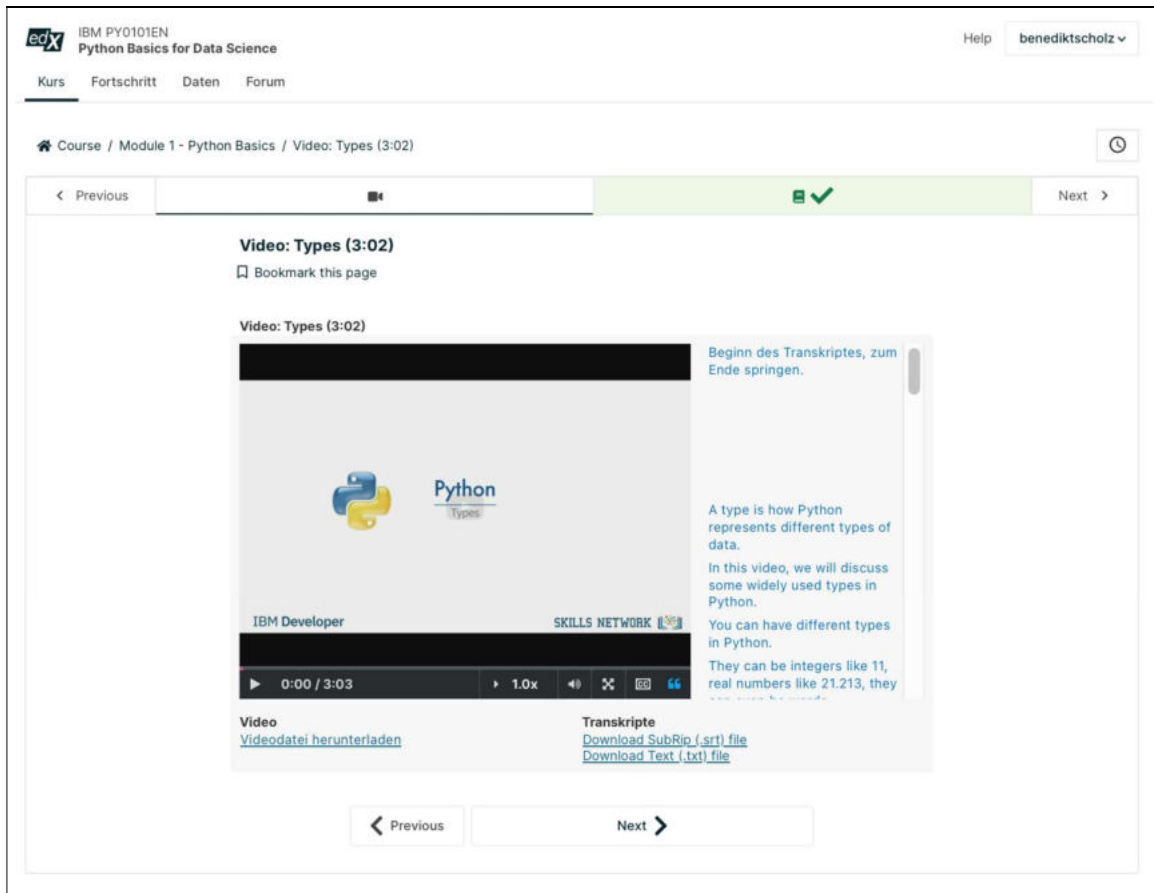 edX
IBM PY0101EN
Python Basics for Data Science
Help
benediktscholz
Kurs Fortschritt Daten Forum
Course / Module 1 - Python Basics / Video: Types (3:02)
Previous
Next
Video: Types (3:02)
Bookmark this page
Video: Types (3:02)
Python
Types
IBM Developer
SKILLS NETWORK
0:00 / 3:03
1.0x
CC
Beginn des Transkriptes, zum
Ende springen.
A type is how Python
represents different types of
data.
In this video, we will discuss
some widely used types in
Python.
You can have different types
in Python.
They can be integers like 11,
real numbers like 21.213, they
Video
Videodatei herunterladen
Transkripte
Download SubRip (.srt) file
Download Text (.txt) file
Previous
Next